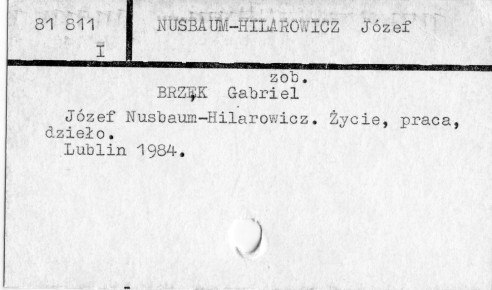 81 811 NUSBAUM-HILAROWICZ Józef
I
zob.
BRZĘK Gabriel
Józef Nusbaum-Hilarowicz. Życie, praca,
dzieło.
Lublin 1984.